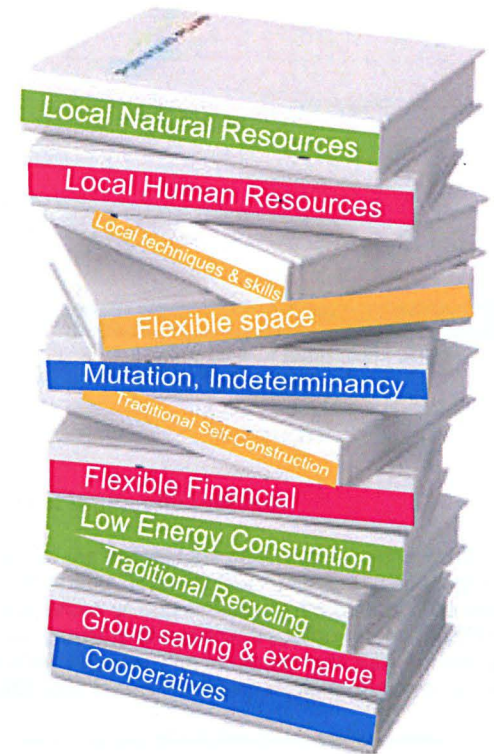 Local Natural Resources
Local Human Resources
Local techniques & skills
Flexible space
Mutation, Indeterminancy
Traditional Self-Construction
Flexible Financial
Low Energy Consumtion
Traditional Recycling
Group saving & exchange
Cooperatives